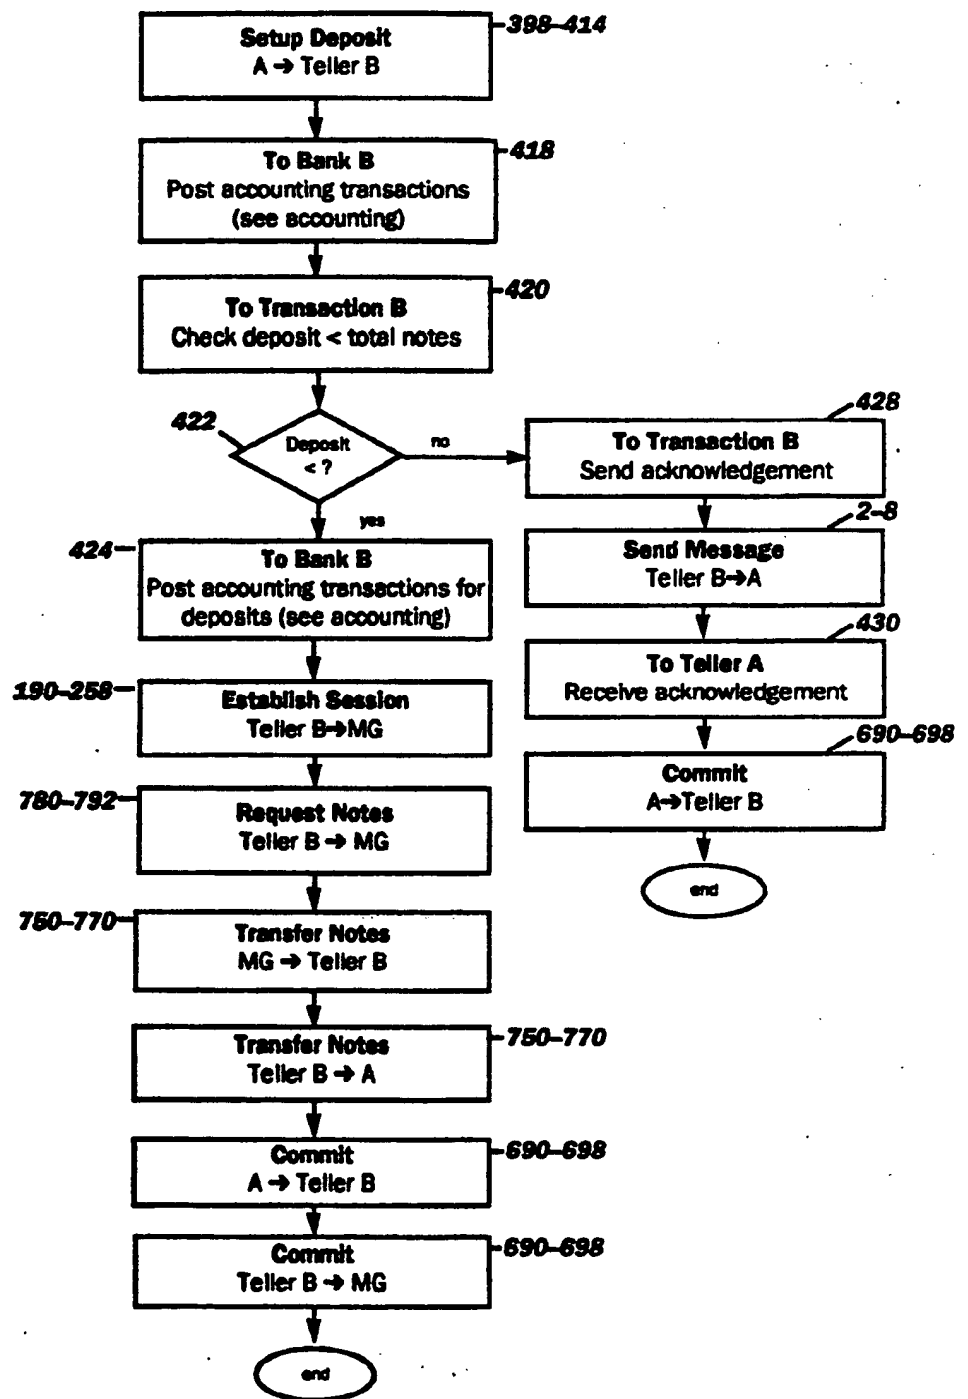 Setup Deposit
A → Teller B
398–414
To Bank B
Post accounting transactions
(see accounting)
418
To Transaction B
Check deposit < total notes
420
422
Deposit
< ?
no
yes
428
To Transaction B
Send acknowledgement
2–8
Send Message
Teller B→A
430
To Teller A
Receive acknowledgement
690–698
Commit
A→Teller B
end
424
To Bank B
Post accounting transactions for
deposits (see accounting)
190–258
Establish Session
Teller B→MG
780–792
Request Notes
Teller B → MG
750–770
Transfer Notes
MG → Teller B
Transfer Notes
Teller B → A
750–770
Commit
A → Teller B
690–698
Commit
Teller B → MG
690–698
end